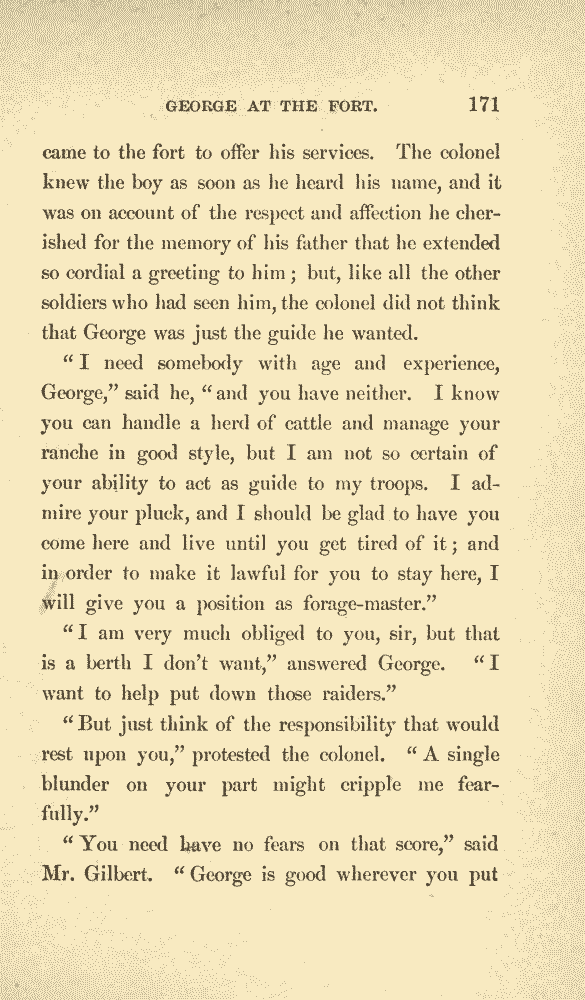 GEORGE AT THE FORT. 171
came to the fort to offer his services. The colonel
knew the boy as soon as he heard his name, and it
was on account of the respect and affection he cher-
ished for the memory of his father that he extended
so cordial a greeting to him; but, like all the other
soldiers who had seen him, the colonel did not think
that George was just the guide he wanted.
“I need somebody with age and experience,
George,” said he, “and you have neither. I know
you can handle a herd of cattle and manage your
ranche in good style, but I am not so certain of
your ability to act as guide to my troops. I ad-
mire your pluck, and I should be glad to have you
come here and live until you get tired of it; and
in order to make it lawful for you to stay here, I
will give you a position as forage-master.”
“I am very much obliged to you, sir, but that
is a berth I don’t want,” answered George. “I
want to help put down those raiders.”
“But just think of the responsibility that would
rest upon you,” protested the colonel. “A single
blunder on your part might cripple me fear-
fully.”
“You need have no fears on that score,” said
Mr. Gilbert. “George is good wherever you put